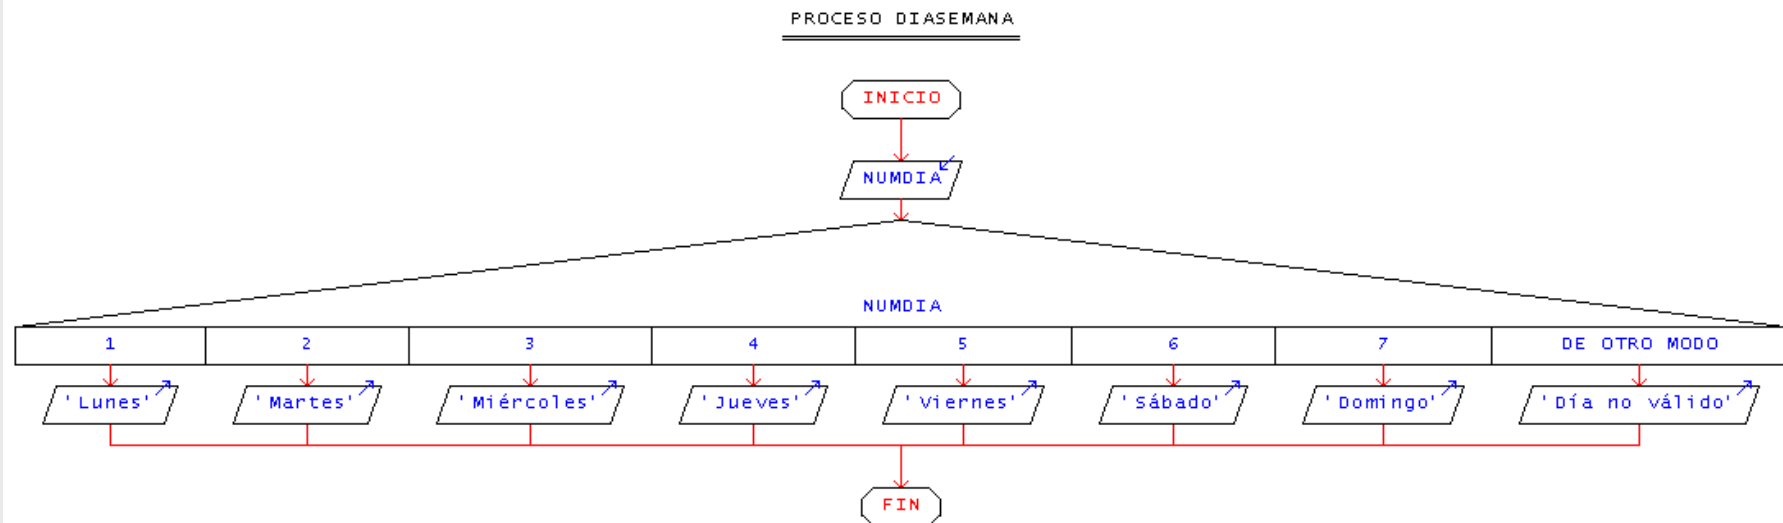 PROCESO DIASEMANA
INICIO
NUMDIA
NUMDIA
1 2 3 4 5 6 7 DE OTRO MODO
'Lunes' 'Martes' 'Miércoles' 'Jueves' 'Viernes' 'Sábado' 'Domingo' 'Día no válido'
FIN